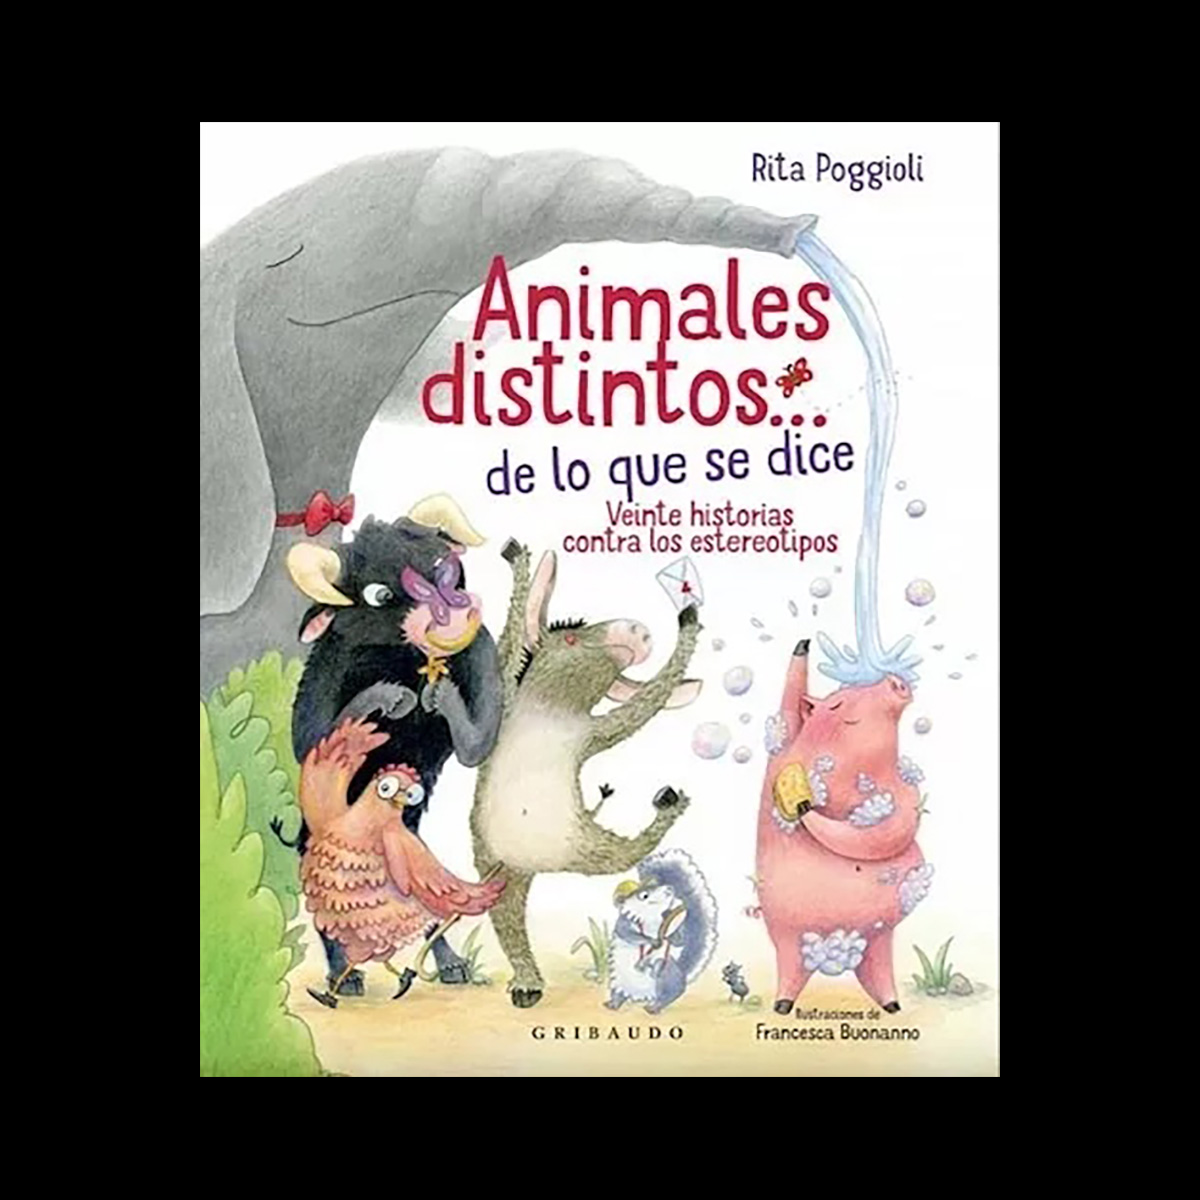 Rita Poggioli
Animales
distintos...
de lo que se dice
Veinte historias
contra los estereotipos
Ilustraciones de
GRIBAUDO
Francesca Buonanno